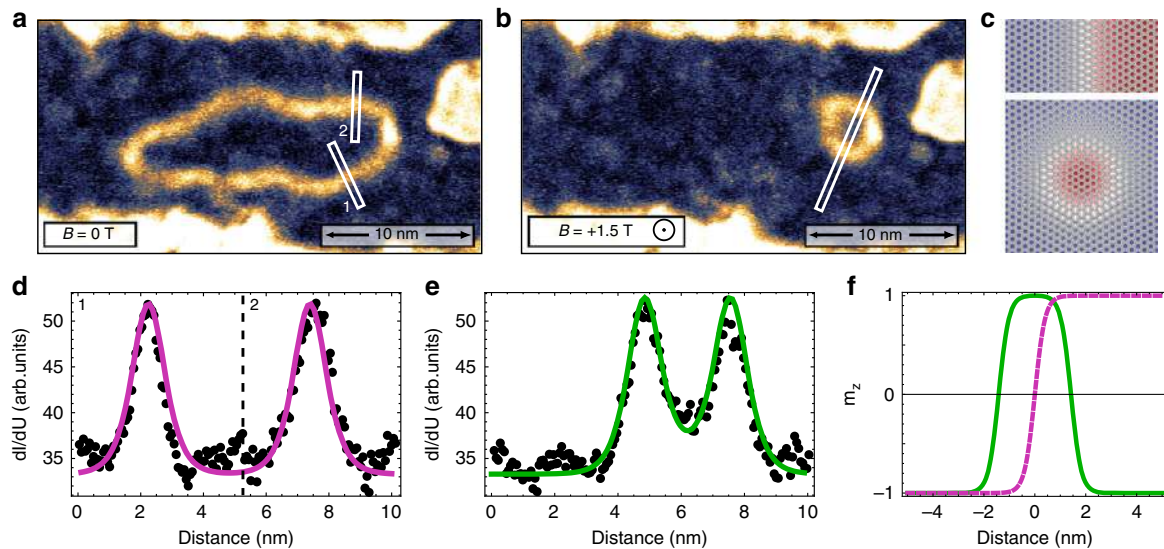 a
b
c
2
1
B = 0 T
10 nm
B = +1.5 T
10 nm
d
e
f
1
2
dI/dU (arb.units)
50
45
40
35
0
2
4
6
8
10
Distance (nm)
dI/dU (arb.units)
50
45
40
35
0
2
4
6
8
10
Distance (nm)
m_z
1
0
–1
–4
–2
0
2
4
Distance (nm)